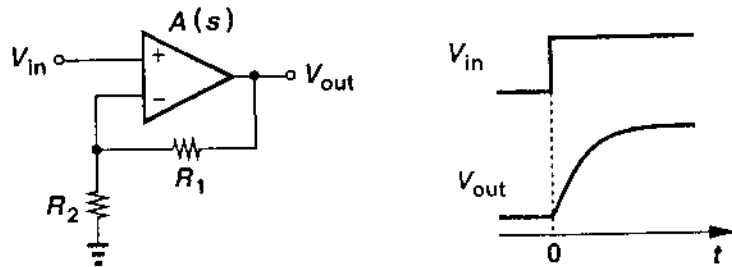 A(s)
V_in
+
−
V_out
R_1
R_2
V_in
V_out
0
t